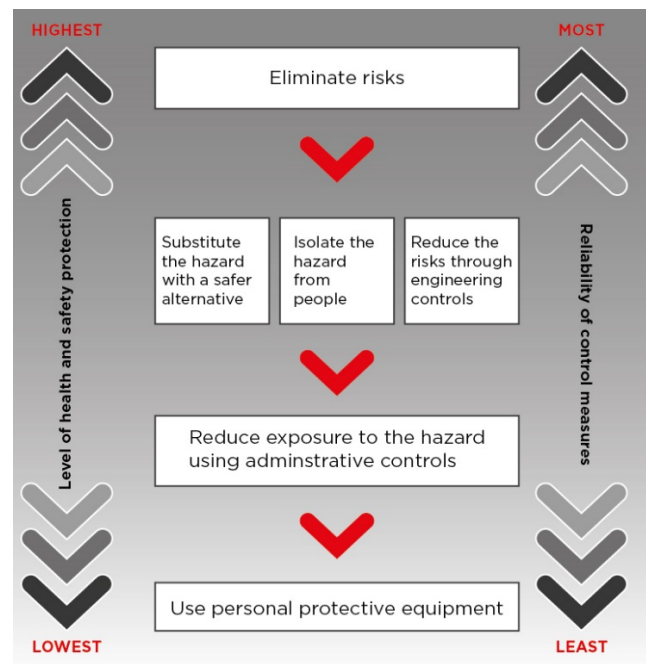 HIGHEST
MOST
Eliminate risks
Level of health and safety protection
Reliability of control measures
Substitute
the hazard
with a safer
alternative
Isolate the
hazard
from
people
Reduce the
risks through
engineering
controls
Reduce exposure to the hazard
using adminstrative controls
Use personal protective equipment
LOWEST
LEAST